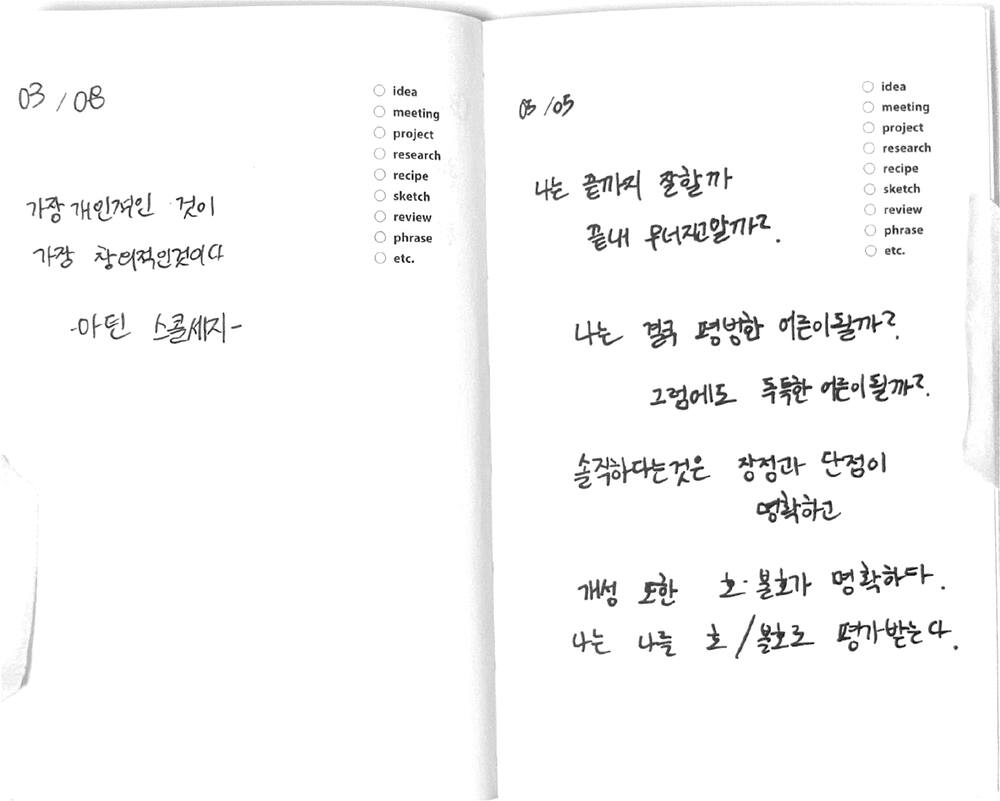 03/08
idea
meeting
project
research
recipe
sketch
review
phrase
etc.
가장 개인적인 것이
가장 창의적인것이다
-마틴 스콜세지-
03/05
idea
meeting
project
research
recipe
sketch
review
phrase
etc.
나는 끝까지 잘할까
끝내 무너지고말까?.
나는 결국 평범한 어른이될까?.
그럼에도 독특한 어른이될까?.
솔직하다는것은 장점과 단점이
명확하고
개성 또한 호·불호가 명확하다.
나는 나를 호/불호로 평가받는다.